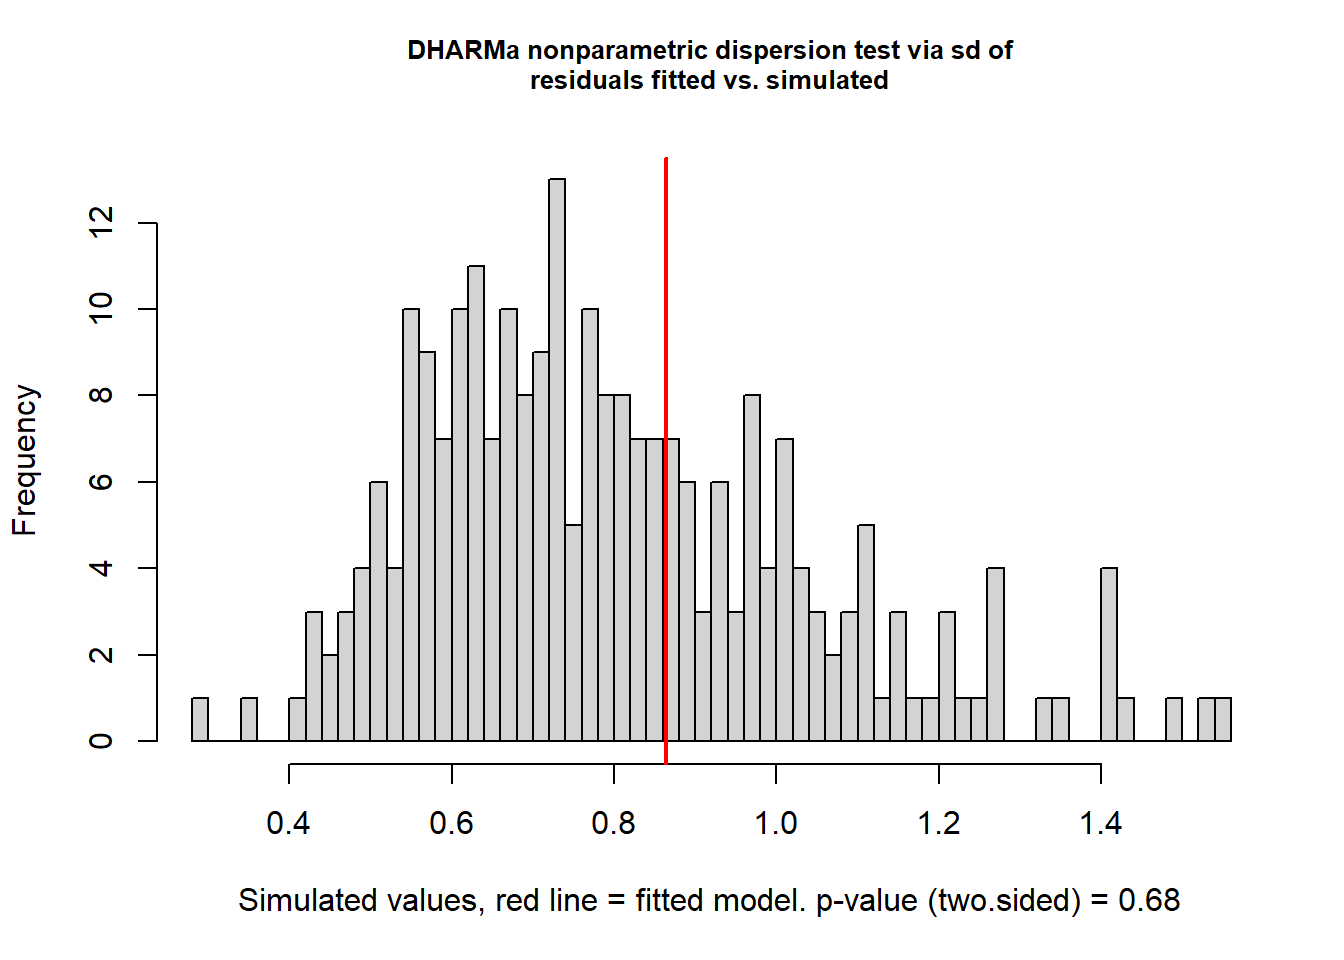 DHARMa nonparametric dispersion test via sd of
residuals fitted vs. simulated
Frequency
12
10
8
6
4
2
0
0.4 0.6 0.8 1.0 1.2 1.4
Simulated values, red line = fitted model. p-value (two.sided) = 0.68